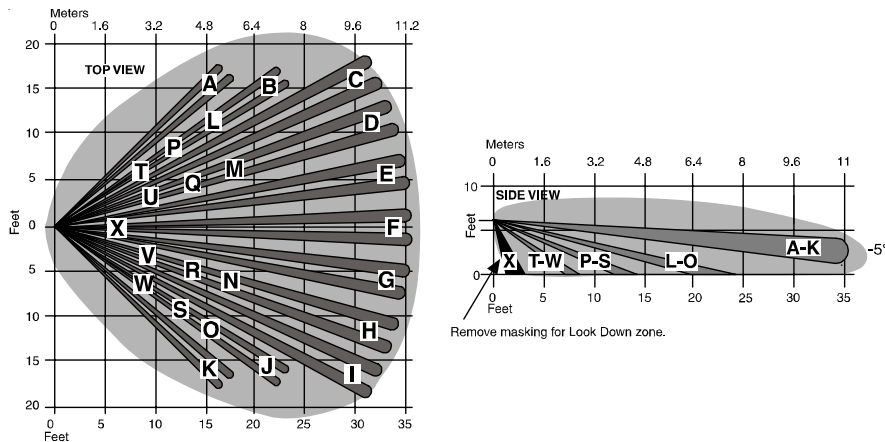 Meters
0 1.6 3.2 4.8 6.4 8 9.6 11.2
20
TOP VIEW
A B C
15
L D
10
P
T M E
5
U Q
Feet
0 X F
V R N G
5
W
S O H
10
K J I
15
20
0 5 10 15 20 25 30 35
Feet
Meters
0 1.6 3.2 4.8 6.4 8 9.6 11
10 SIDE VIEW
Feet
X T-W P-S L-O A-K -5°
0
0 5 10 15 20 25 30 35
Feet
Remove masking for Look Down zone.